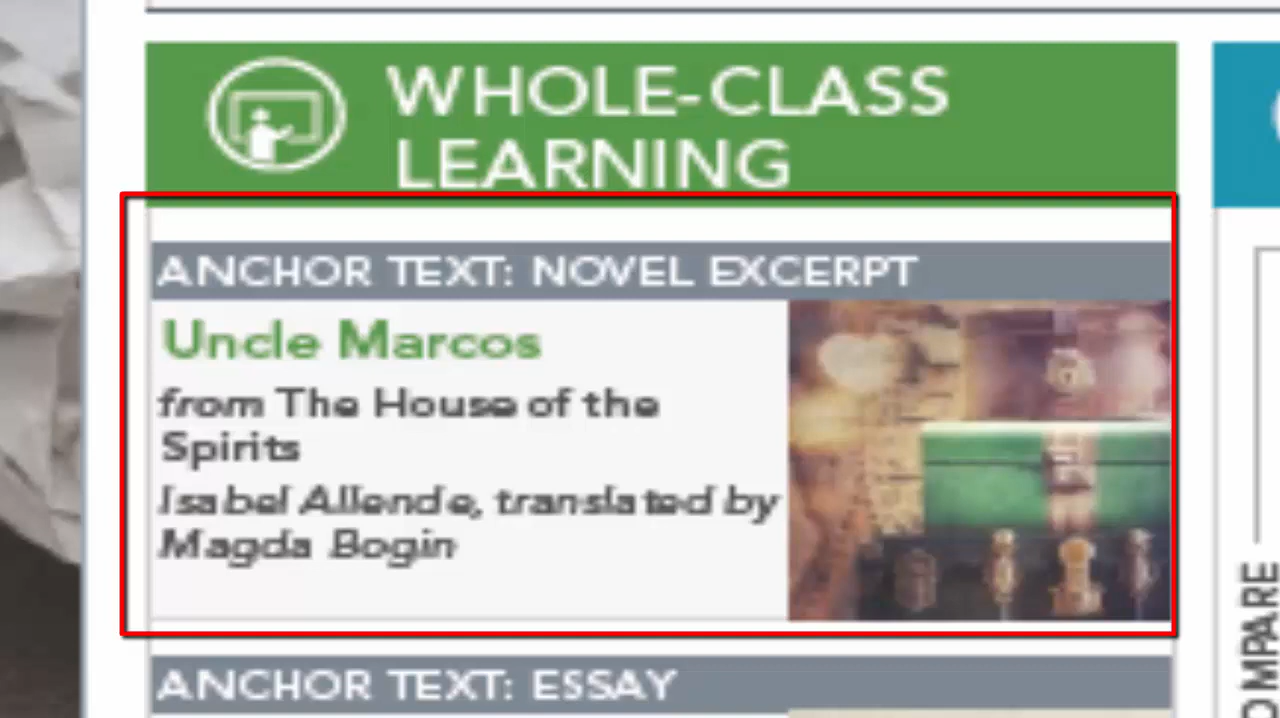 WHOLE-CLASS
LEARNING
ANCHOR TEXT: NOVEL EXCERPT
Uncle Marcos
from The House of the
Spirits
Isabel Allende, translated by
Magda Bogin
ANCHOR TEXT: ESSAY